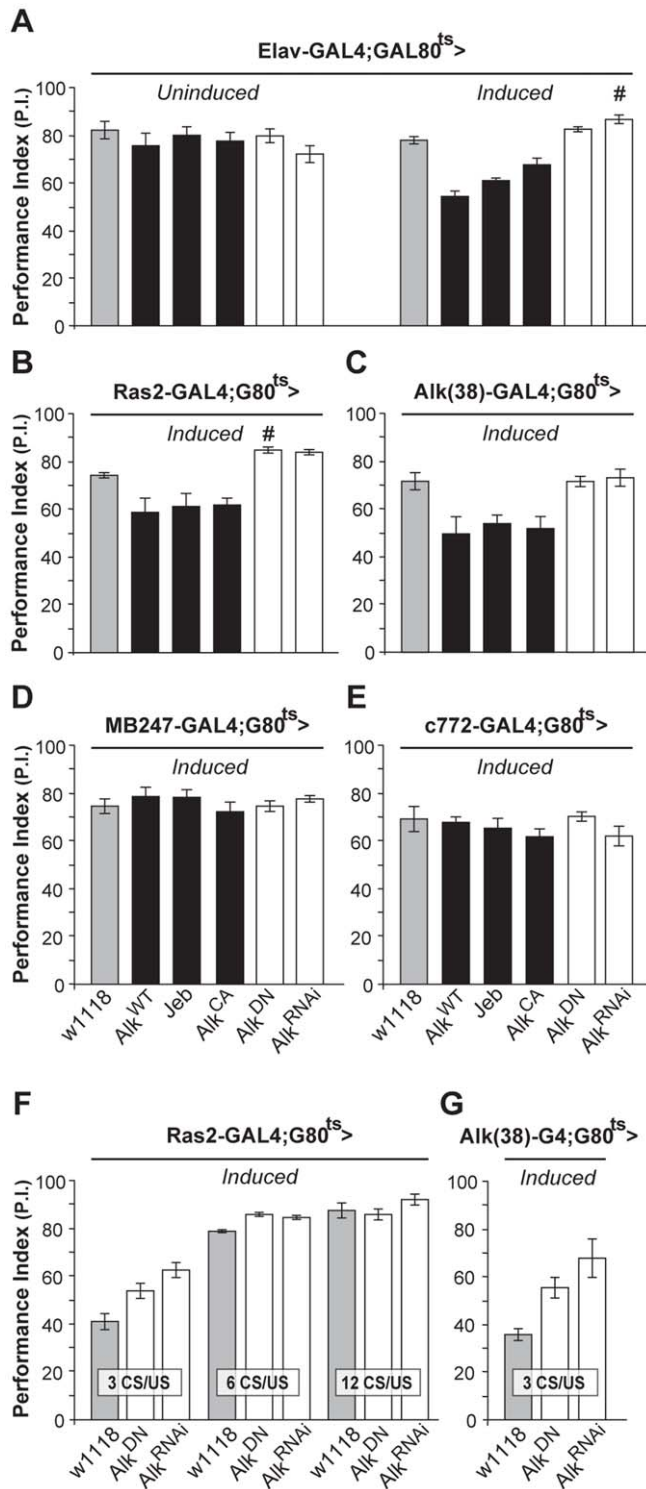 A
Elav-GAL4;GAL80ts>
Uninduced
Induced
#
Performance Index (P.I.)
100
80
60
40
20
0
B
Ras2-GAL4;G80ts>
Induced
#
Performance Index (P.I.)
100
80
60
40
20
0
C
Alk(38)-GAL4;G80ts>
Induced
100
80
60
40
20
0
D
MB247-GAL4;G80ts>
Induced
Performance Index (P.I.)
100
80
60
40
20
0
w1118
AlkWT
Jeb
AlkCA
AlkDN
AlkRNAi
E
c772-GAL4;G80ts>
Induced
100
80
60
40
20
0
w1118
AlkWT
Jeb
AlkCA
AlkDN
AlkRNAi
F
Ras2-GAL4;G80ts>
Induced
Performance Index (P.I.)
100
80
60
40
20
0
3 CS/US
6 CS/US
12 CS/US
w1118
AlkDN
AlkRNAi
w1118
AlkDN
AlkRNAi
w1118
AlkDN
AlkRNAi
G
Alk(38)-G4;G80ts>
Induced
100
80
60
40
20
0
3 CS/US
w1118
AlkDN
AlkRNAi